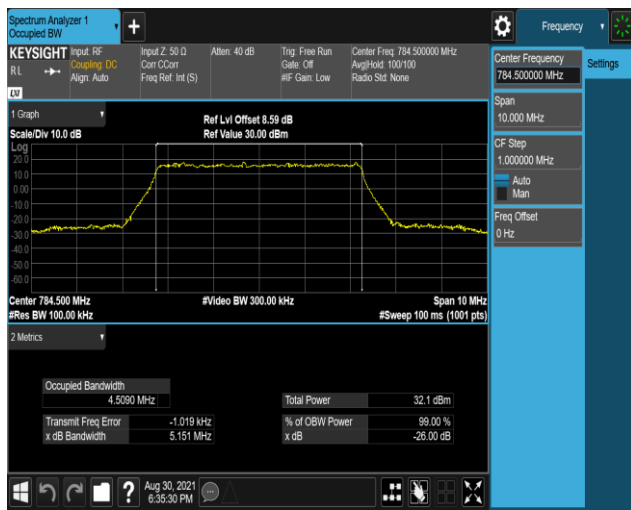 Spectrum Analyzer 1
Occupied BW
Frequency
KEYSIGHT
RL
LXI
Input: RF
Coupling: DC
Align: Auto
Input Z: 50 Ω
Corr CCorr
Freq Ref: Int (S)
Atten: 40 dB
Trig: Free Run
Gate: Off
#IF Gain: Low
Center Freq: 784.500000 MHz
Avg|Hold: 100/100
Radio Std: None
Center Frequency
784.500000 MHz
Settings
Span
10.000 MHz
CF Step
1.000000 MHz
Auto
Man
Freq Offset
0 Hz
1 Graph
Scale/Div 10.0 dB
Ref Lvl Offset 8.59 dB
Ref Value 30.00 dBm
Log
20.0
10.0
0.00
-10.0
-20.0
-30.0
-40.0
-50.0
-60.0
Center 784.500 MHz
#Video BW 300.00 kHz
Span 10 MHz
#Res BW 100.00 kHz
#Sweep 100 ms (1001 pts)
2 Metrics
Occupied Bandwidth
4.5090 MHz
Total Power 32.1 dBm
Transmit Freq Error -1.019 kHz
% of OBW Power 99.00 %
x dB Bandwidth 5.151 MHz
x dB -26.00 dB
?
Aug 30, 2021
6:35:30 PM